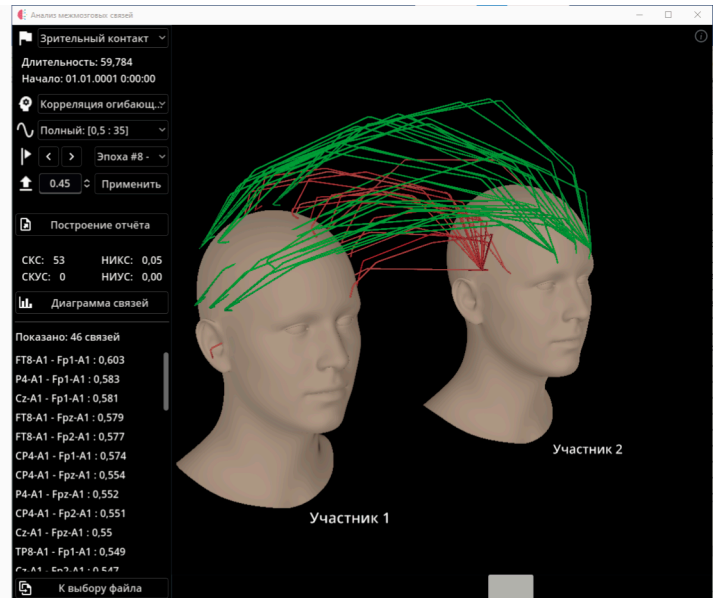 Анализ межмозговых связей
Зрительный контакт
Длительность: 59,784
Начало: 01.01.0001 0:00:00
Корреляция огибающ...
Полный: [0,5 : 35]
Эпоха #8 -
0.45
Применить
Построение отчёта
СКС: 53 НИКС: 0,05
СКУС: 0 НИУС: 0,00
Диаграмма связей
Показано: 46 связей
FT8-A1 - Fp1-A1 : 0,603
P4-A1 - Fp1-A1 : 0,583
Cz-A1 - Fp1-A1 : 0,581
FT8-A1 - Fpz-A1 : 0,579
FT8-A1 - Fp2-A1 : 0,577
CP4-A1 - Fp1-A1 : 0,574
CP4-A1 - Fpz-A1 : 0,554
P4-A1 - Fpz-A1 : 0,552
CP4-A1 - Fp2-A1 : 0,551
Cz-A1 - Fpz-A1 : 0,55
TP8-A1 - Fp1-A1 : 0,549
Cz-A1 - Fp2-A1 : 0,547
К выбору файла
Участник 1
Участник 2